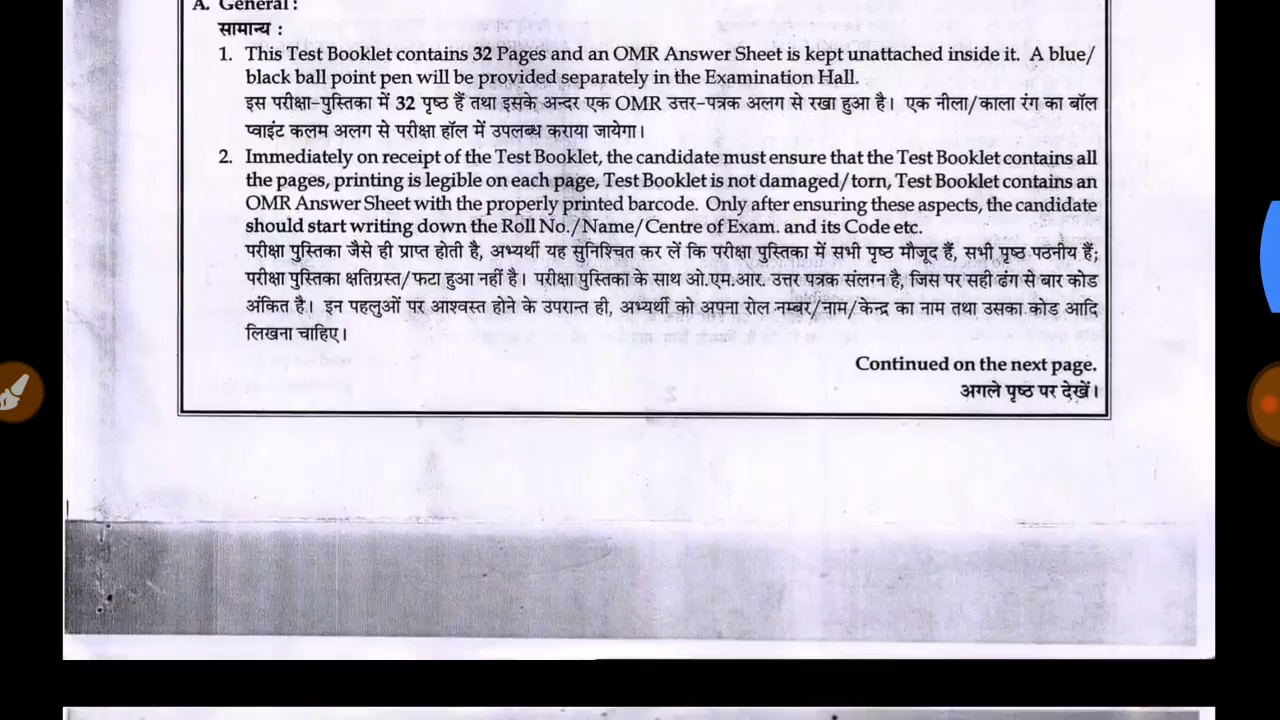 A. General:
सामान्य :
1. This Test Booklet contains 32 Pages and an OMR Answer Sheet is kept unattached inside it. A blue/
black ball point pen will be provided separately in the Examination Hall.
इस परीक्षा-पुस्तिका में 32 पृष्ठ हैं तथा इसके अन्दर एक OMR उत्तर-पत्रक अलग से रखा हुआ है। एक नीला/काला रंग का बॉल
प्वाइंट कलम अलग से परीक्षा हॉल में उपलब्ध कराया जायेगा।
2. Immediately on receipt of the Test Booklet, the candidate must ensure that the Test Booklet contains all
the pages, printing is legible on each page, Test Booklet is not damaged/torn, Test Booklet contains an
OMR Answer Sheet with the properly printed barcode. Only after ensuring these aspects, the candidate
should start writing down the Roll No./Name/Centre of Exam. and its Code etc.
परीक्षा पुस्तिका जैसे ही प्राप्त होती है, अभ्यर्थी यह सुनिश्चित कर लें कि परीक्षा पुस्तिका में सभी पृष्ठ मौजूद हैं, सभी पृष्ठ पठनीय हैं;
परीक्षा पुस्तिका क्षतिग्रस्त/फटा हुआ नहीं है। परीक्षा पुस्तिका के साथ ओ.एम.आर. उत्तर पत्रक संलग्न है, जिस पर सही ढंग से बार कोड
अंकित है। इन पहलुओं पर आश्वस्त होने के उपरान्त ही, अभ्यर्थी को अपना रोल नम्बर/नाम/केन्द्र का नाम तथा उसका कोड आदि
लिखना चाहिए।
Continued on the next page.
अगले पृष्ठ पर देखें।